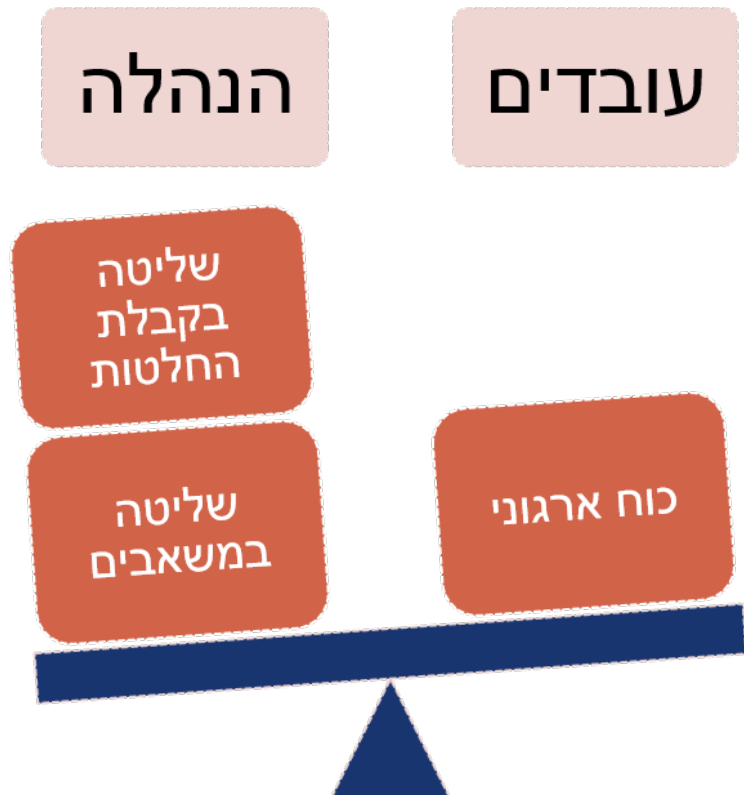 עובדים
הנהלה
שליטה
בקבלת
החלטות
שליטה
במשאבים
כוח ארגוני